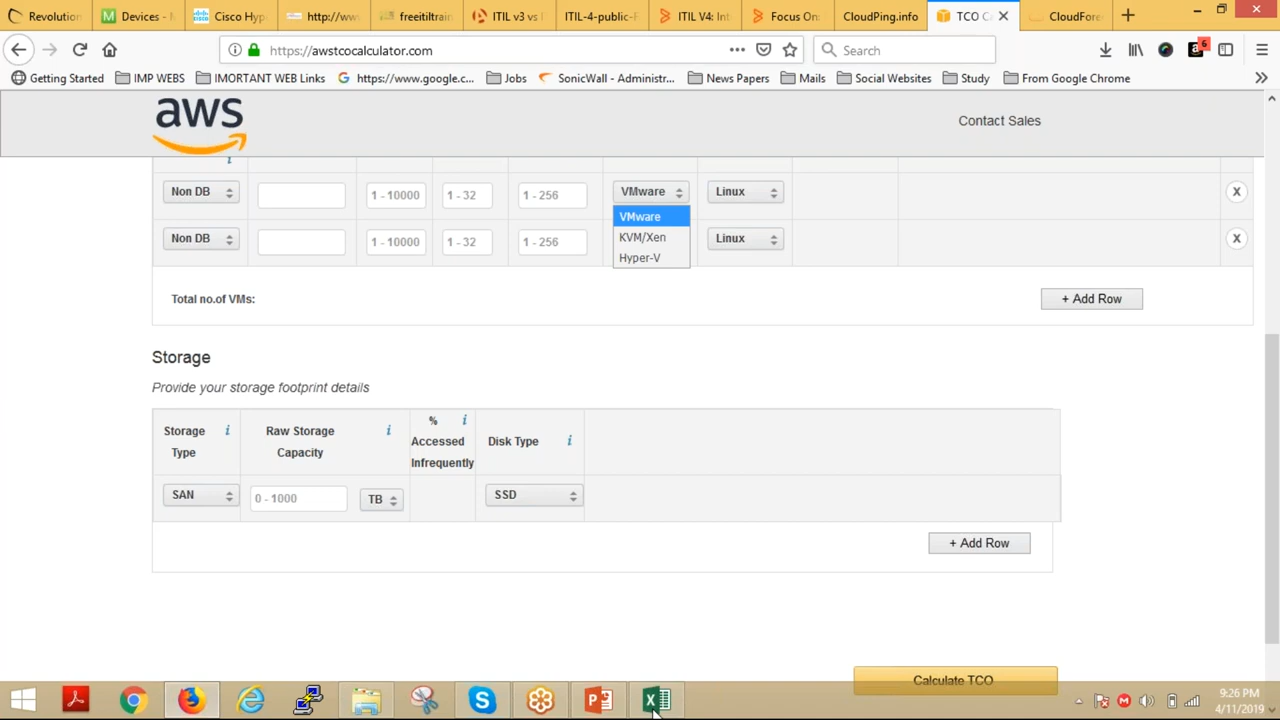 Revolution
Devices - M
Cisco Hyp
http://www
freeitiltrain
ITIL v3 vs I
ITIL-4-public-F
ITIL V4: Int
Focus On:
CloudPing.info
TCO C
CloudFore
https://awstcocalculator.com
Search
6
Getting Started
IMP WEBS
IMORTANT WEB Links
https://www.google.c...
Jobs
SonicWall - Administr...
News Papers
Mails
Social Websites
Study
From Google Chrome
aws
Contact Sales
Non DB
1 - 10000
1 - 32
1 - 256
VMware
Linux
X
VMware
KVM/Xen
Hyper-V
Non DB
1 - 10000
1 - 32
1 - 256
Linux
X
Total no.of VMs:
+ Add Row
Storage
Provide your storage footprint details
Storage Type
Raw Storage Capacity
% Accessed Infrequently
Disk Type
SAN
0 - 1000
TB
SSD
+ Add Row
Calculate TCO
9:26 PM
4/11/2019